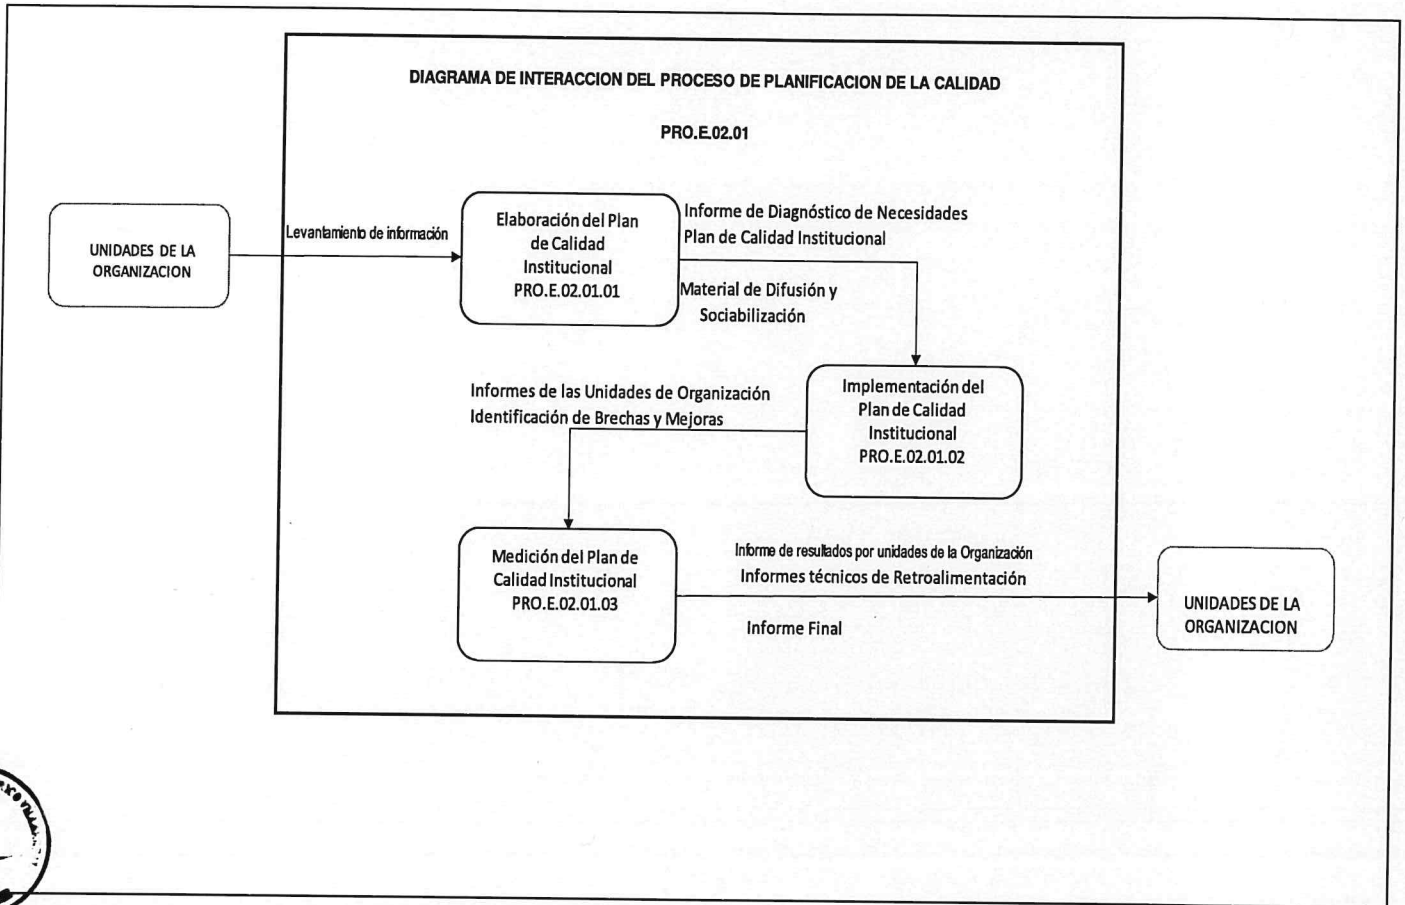 DIAGRAMA DE INTERACCION DEL PROCESO DE PLANIFICACION DE LA CALIDAD
PRO.E.02.01
UNIDADES DE LA
ORGANIZACION
Levantamiento de información
Elaboración del Plan
de Calidad
Institucional
PRO.E.02.01.01
Informe de Diagnóstico de Necesidades
Plan de Calidad Institucional
Material de Difusión y
Sociabilización
Implementación del
Plan de Calidad
Institucional
PRO.E.02.01.02
Informes de las Unidades de Organización
Identificación de Brechas y Mejoras
Medición del Plan de
Calidad Institucional
PRO.E.02.01.03
Informe de resultados por unidades de la Organización
Informes técnicos de Retroalimentación
Informe Final
UNIDADES DE LA
ORGANIZACION